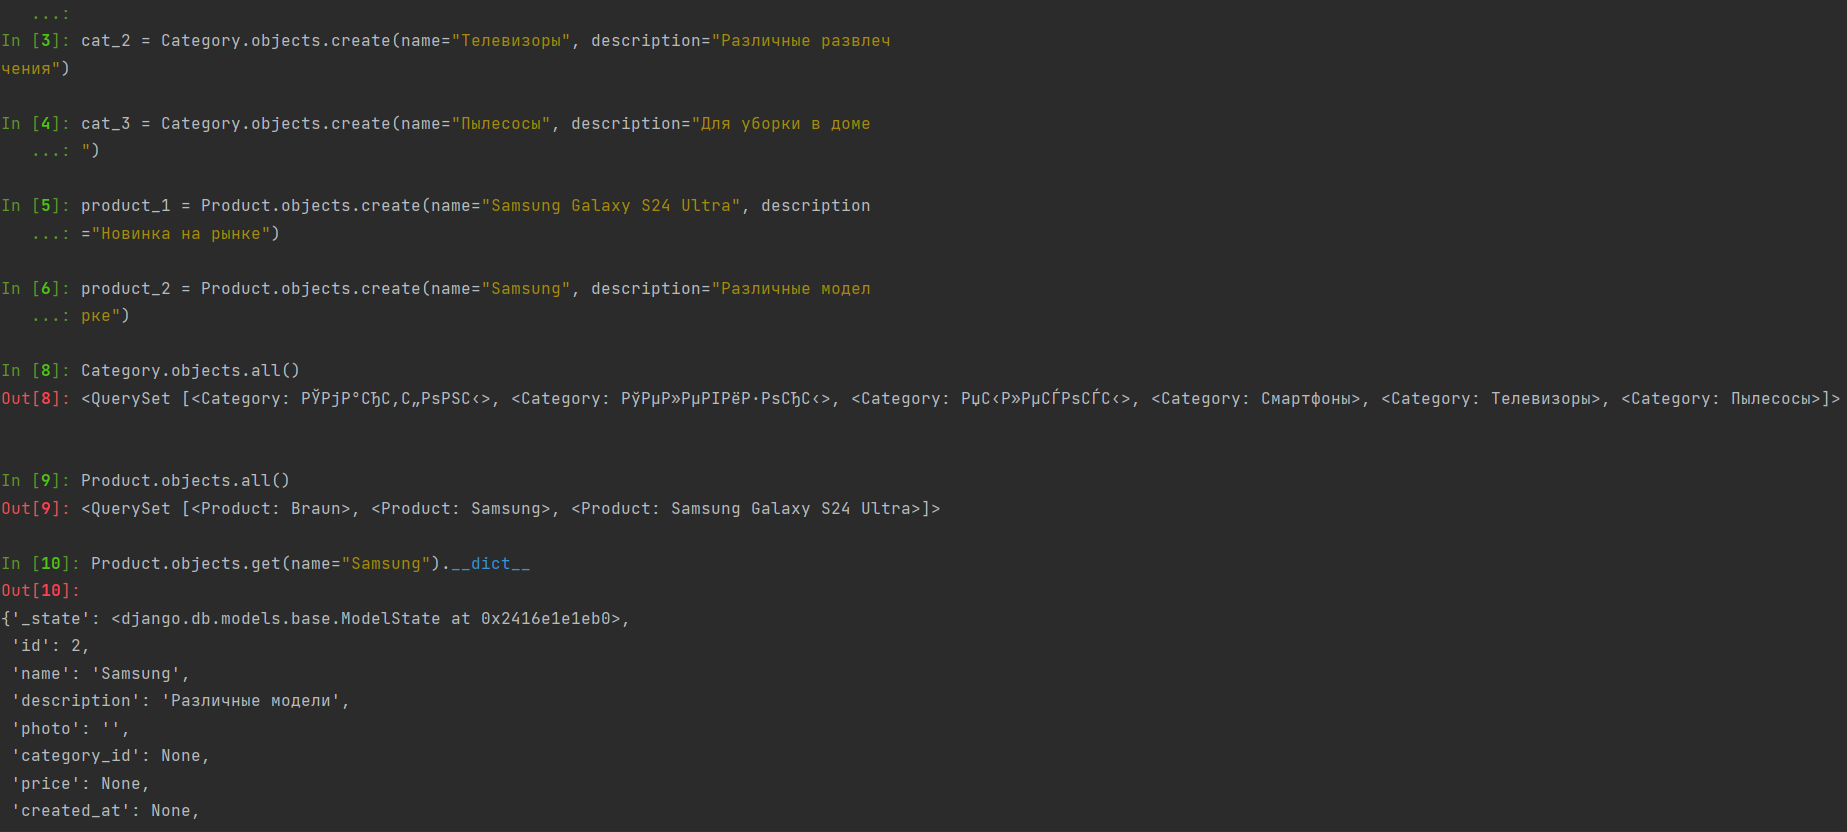 ...:
In [3]: cat_2 = Category.objects.create(name="Телевизоры", description="Различные развлеч
чения")
In [4]: cat_3 = Category.objects.create(name="Пылесосы", description="Для уборки в доме
...: ")
In [5]: product_1 = Product.objects.create(name="Samsung Galaxy S24 Ultra", description
...: ="Новинка на рынке")
In [6]: product_2 = Product.objects.create(name="Samsung", description="Различные модел
...: рке")
In [8]: Category.objects.all()
Out[8]: <QuerySet [<Category: РЎРјР°СЂС‚С„РѕРЅС‹>, <Category: РўРµР»РµРІРёР·РѕСЂС‹>, <Category: РџС‹Р»РµСЃРѕСЃС‹>, <Category: Смартфоны>, <Category: Телевизоры>, <Category: Пылесосы>]>
In [9]: Product.objects.all()
Out[9]: <QuerySet [<Product: Braun>, <Product: Samsung>, <Product: Samsung Galaxy S24 Ultra>]>
In [10]: Product.objects.get(name="Samsung").__dict__
Out[10]:
{'_state': <django.db.models.base.ModelState at 0x2416e1e1eb0>,
'id': 2,
'name': 'Samsung',
'description': 'Различные модели',
'photo': '',
'category_id': None,
'price': None,
'created_at': None,